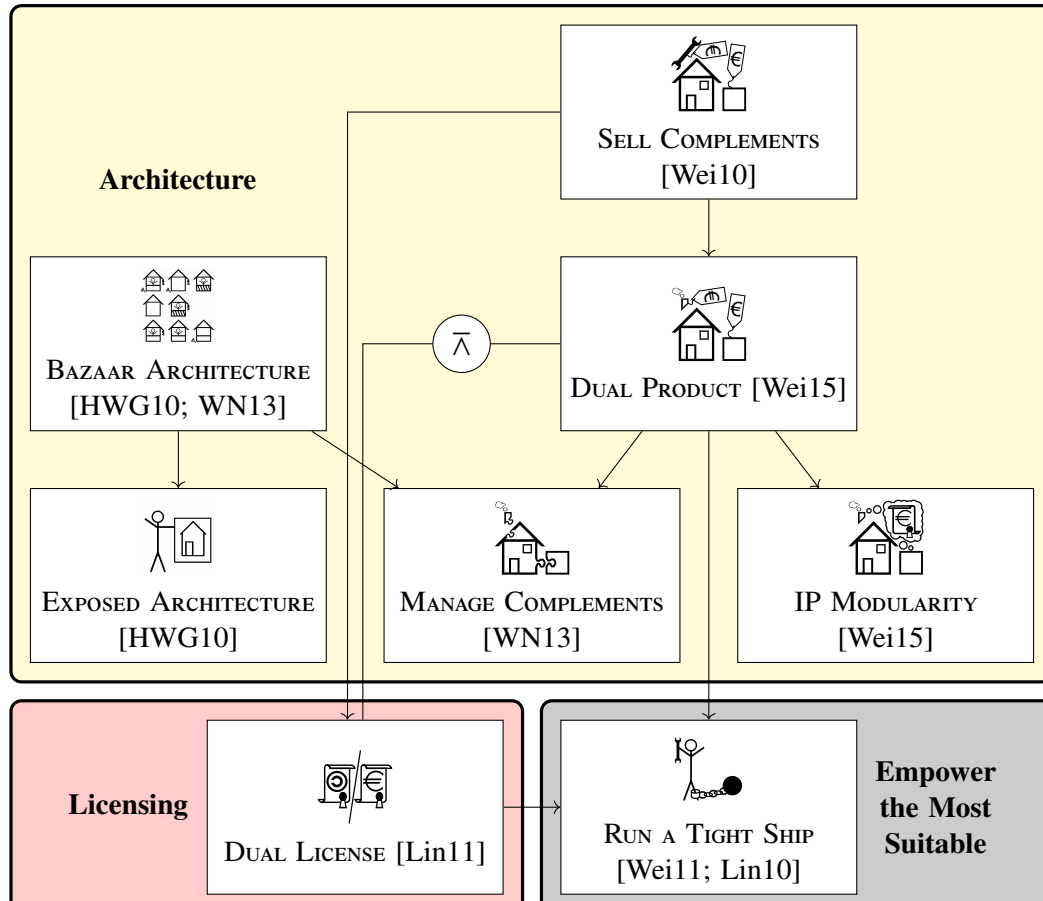 SELL COMPLEMENTS
[Wei10]
Architecture
BAZAAR ARCHITECTURE
[HWG10; WN13]
⊼
DUAL PRODUCT [Wei15]
EXPOSED ARCHITECTURE
[HWG10]
MANAGE COMPLEMENTS
[WN13]
IP MODULARITY
[Wei15]
Licensing
DUAL LICENSE [Lin11]
RUN A TIGHT SHIP
[Wei11; Lin10]
Empower
the Most
Suitable